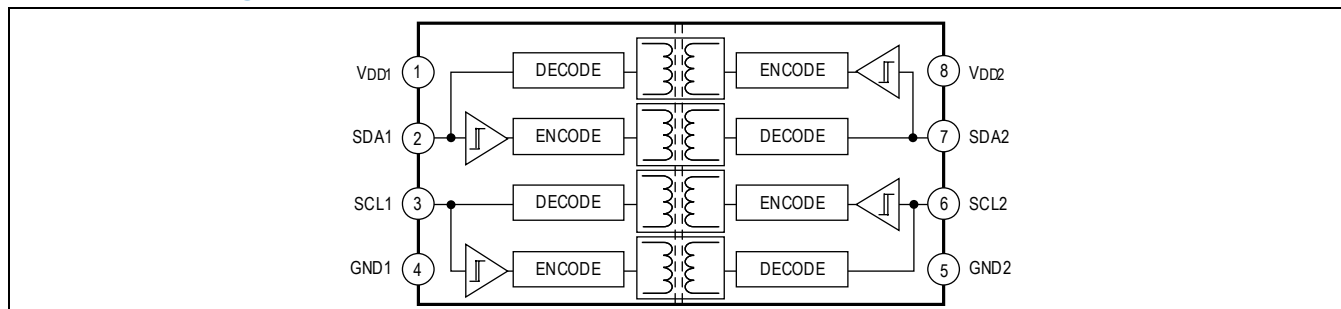 VDD1 1 DECODE ENCODE 8 VDD2
SDA1 2 ENCODE DECODE 7 SDA2
SCL1 3 DECODE ENCODE 6 SCL2
GND1 4 ENCODE DECODE 5 GND2